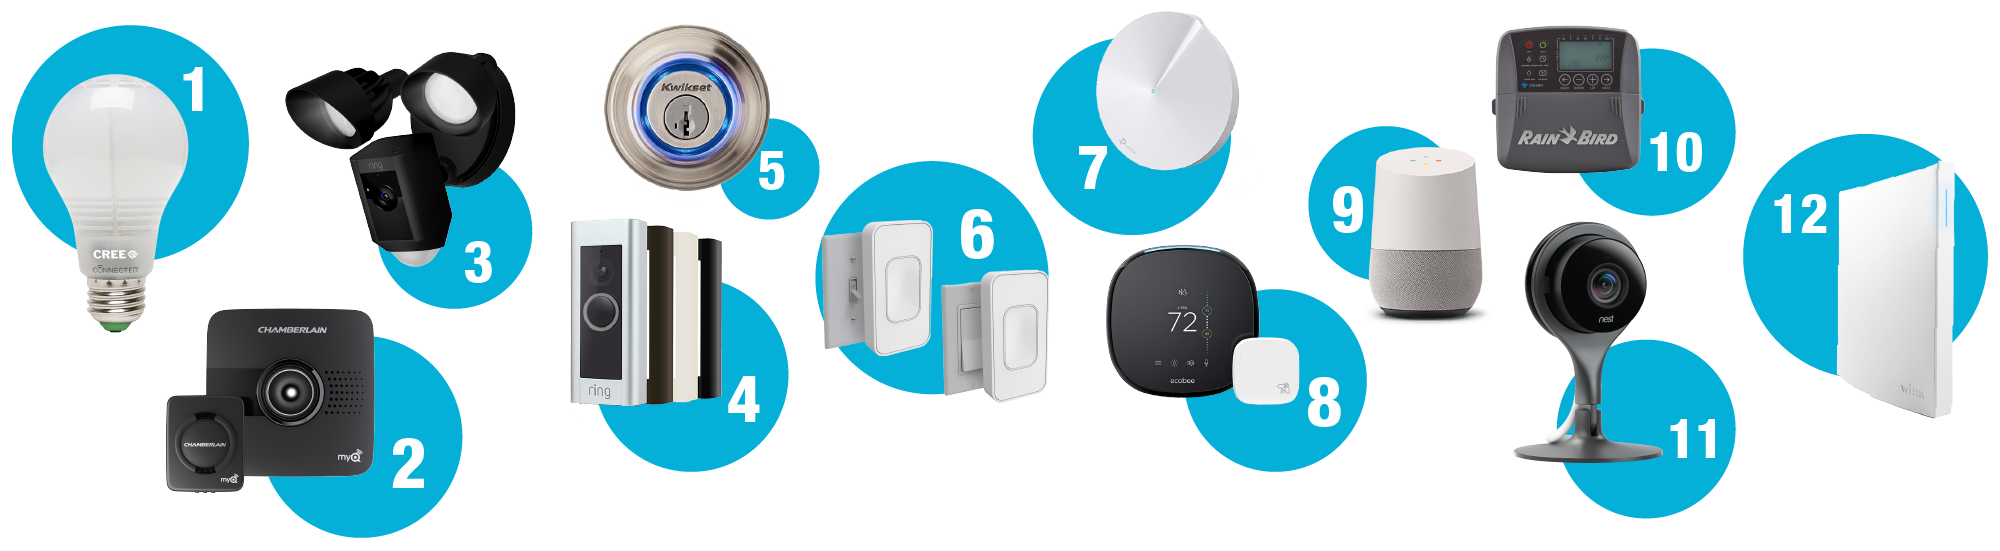 1
CREE
CONNECTED
CHAMBERLAIN
myQ
CHAMBERLAIN
myQ
2
ring
3
ring
4
Kwikset
5
6
7
72
ecobee
8
9
RAIN BIRD
10
nest
11
12
wink